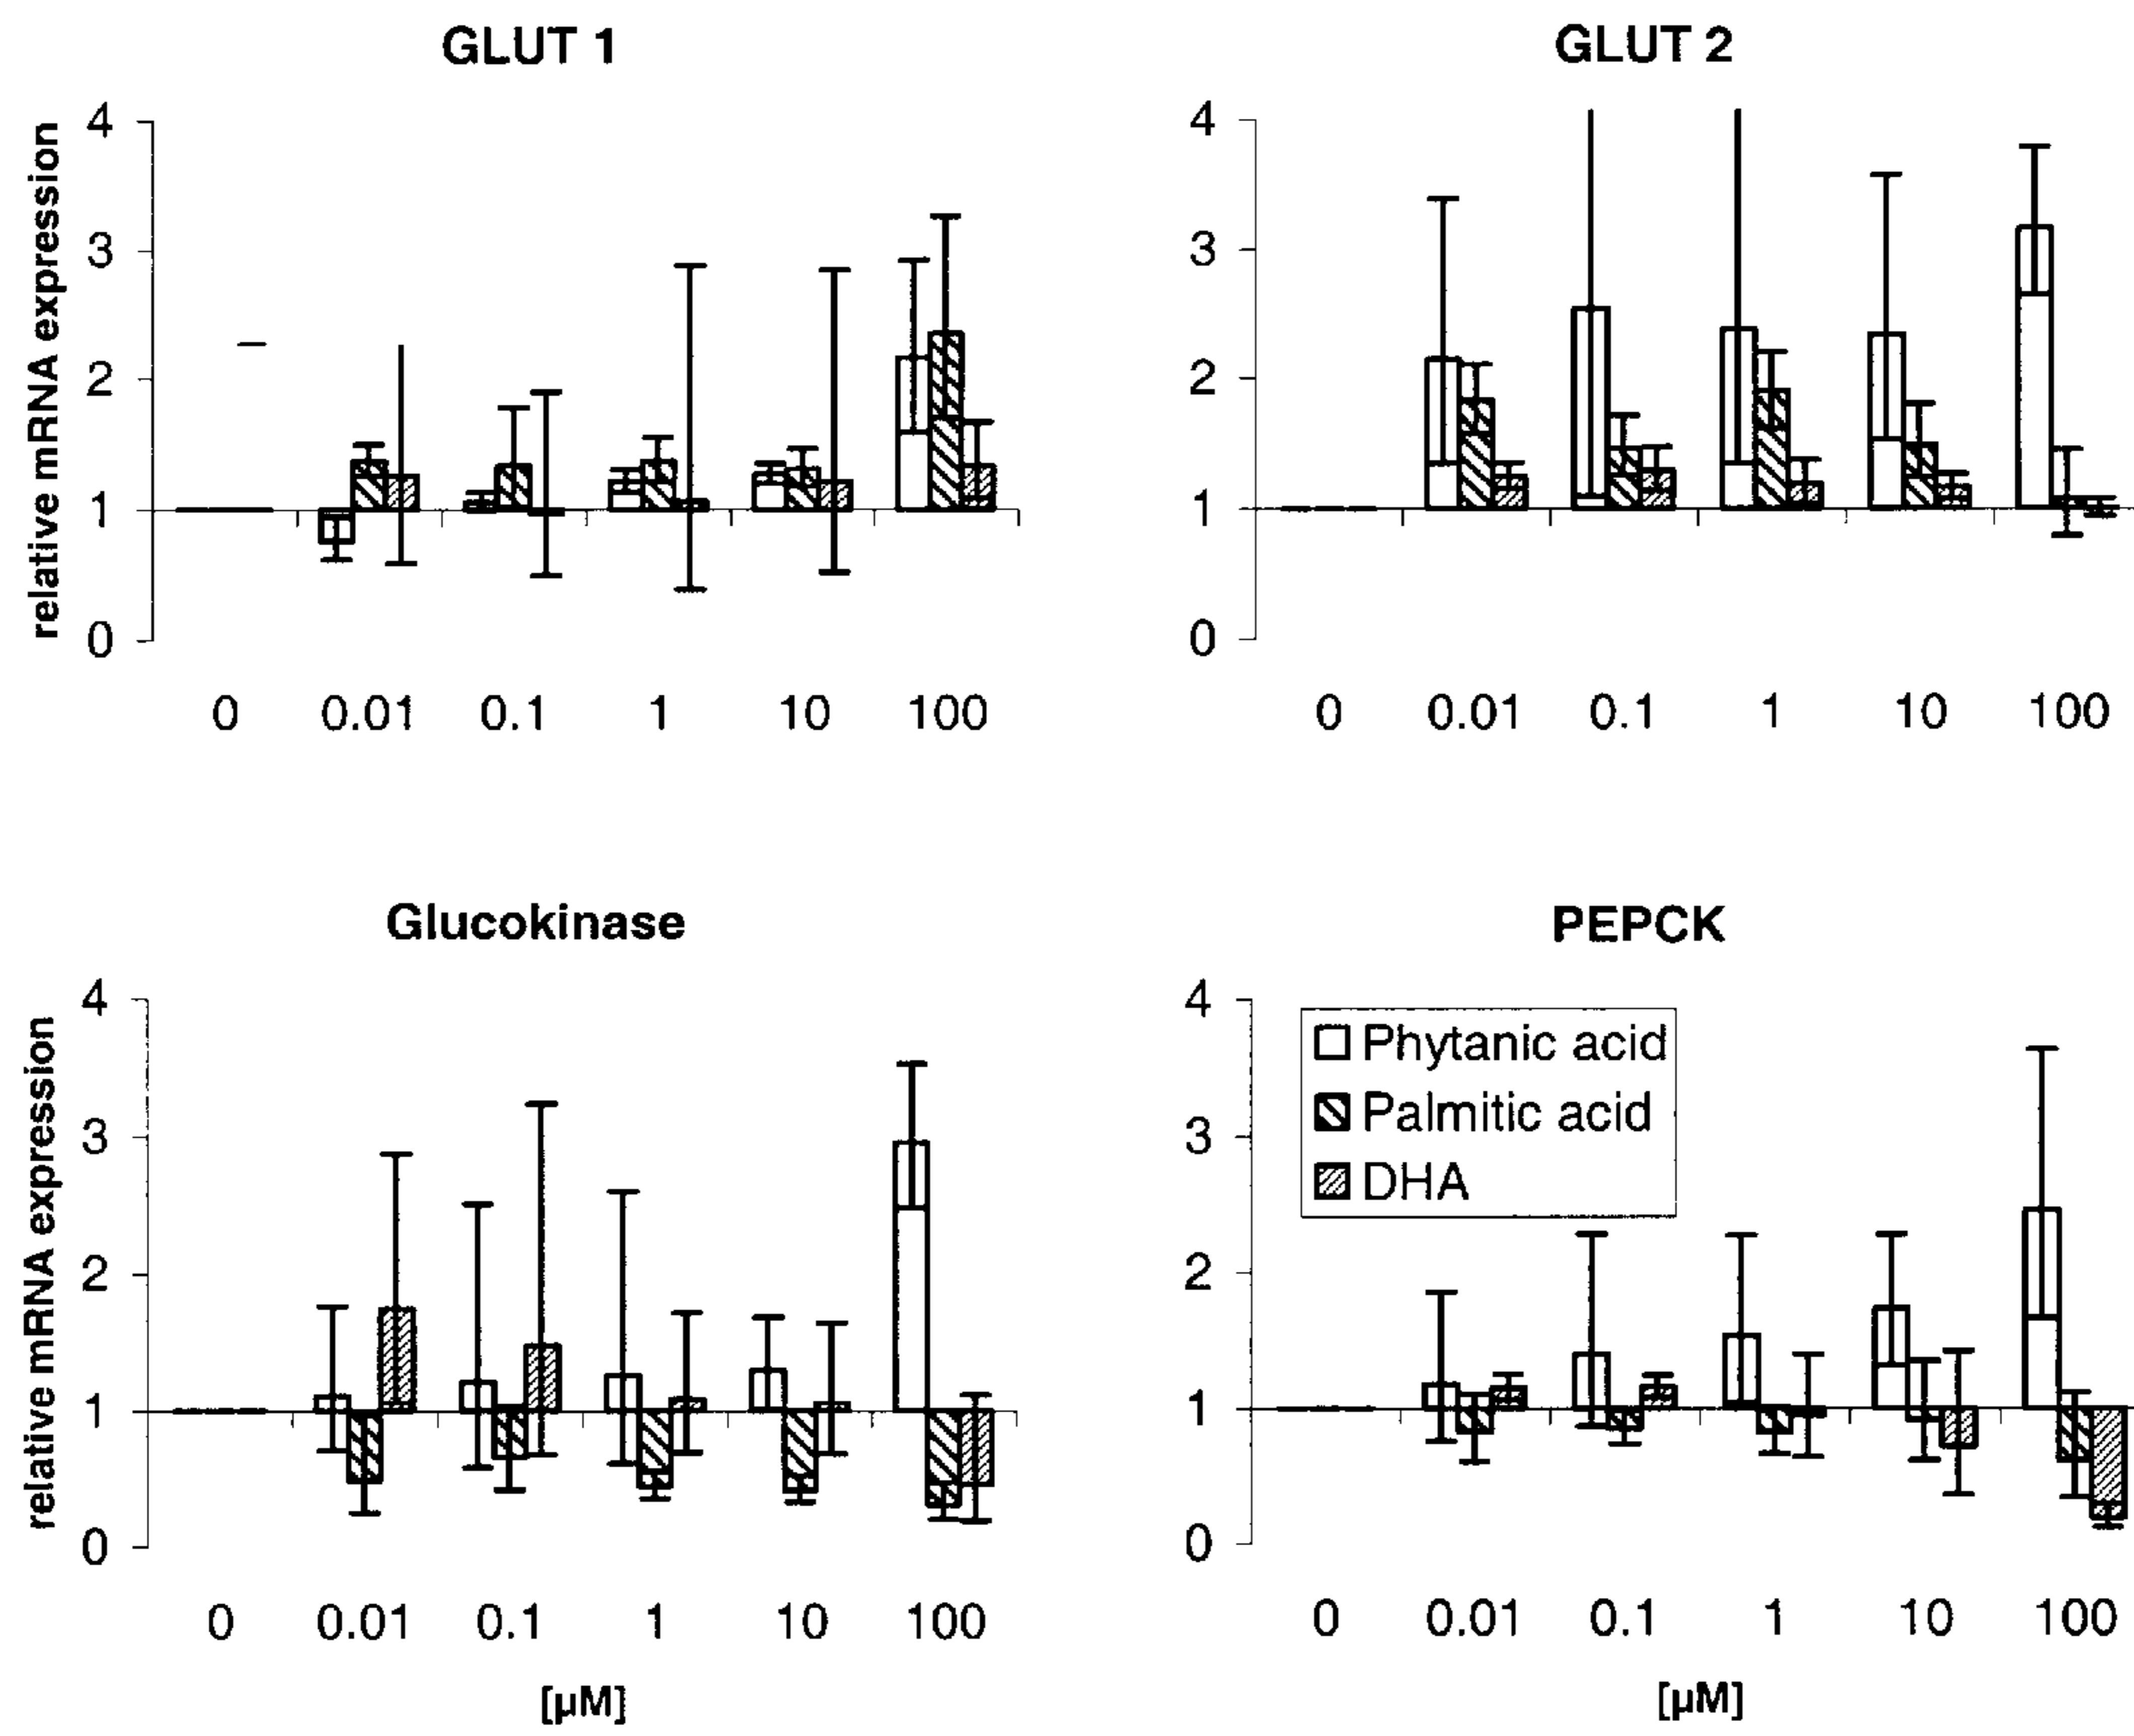 GLUT 1
GLUT 2
relative mRNA expression
4
3
2
1
0
0 0.01 0.1 1 10 100
4
3
2
1
0
0 0.01 0.1 1 10 100
Glucokinase
PEPCK
relative mRNA expression
4
3
2
1
0
0 0.01 0.1 1 10 100
[µM]
4
3
2
1
0
Phytanic acid
Palmitic acid
DHA
0 0.01 0.1 1 10 100
[µM]